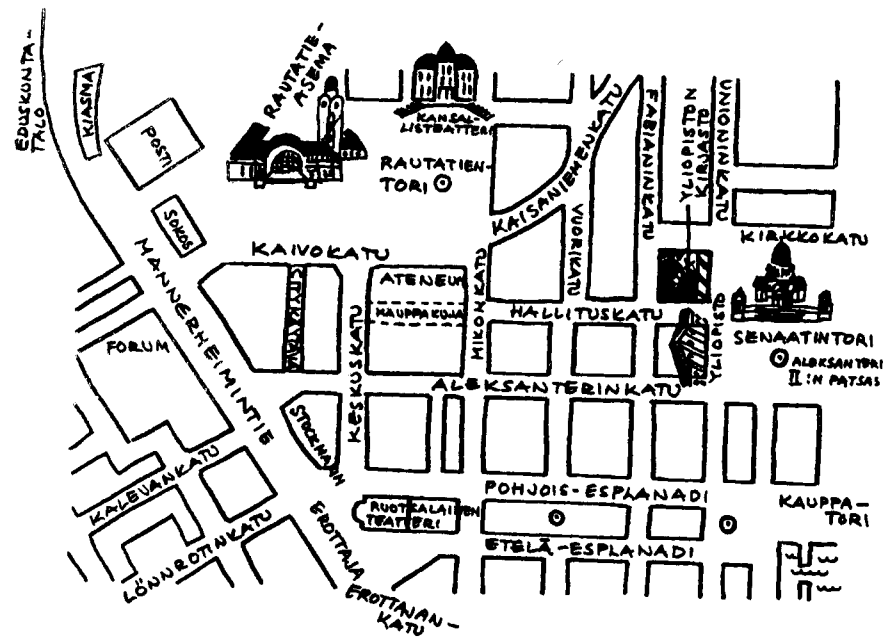 EDUSKUNTA-
TALO
KIASMA
POSTI
SOKOS
RAUTATIE-
ASEMA
KANSAL-
LISTEATTERI
RAUTATIEN-
TORI
KAISANIEMENKATU
VUORIKATU
FABIANINKATU
YLIOPISTON
KIRJASTO
UNIONINKATU
KIRKKOKATU
MANNERHEIMINTIE
KAIVOKATU
CITYKÄYTÄVÄ
KESKUSKATU
ATENEUM
KAUPPAKUJA
MIKONKATU
HALLITUSKATU
YLIOPISTO
SENAATINTORI
ALEKSANTERI
II:N PATSAS
FORUM
ALEKSANTERINKATU
STOCKMANN
KALEVANKATU
LÖNNROTINKATU
EROTTAJA
EROTTAJAN-
KATU
RUOTSALAINEN
TEATTERI
POHJOIS-ESPLANADI
ETELÄ-ESPLANADI
KAUPPA-
TORI